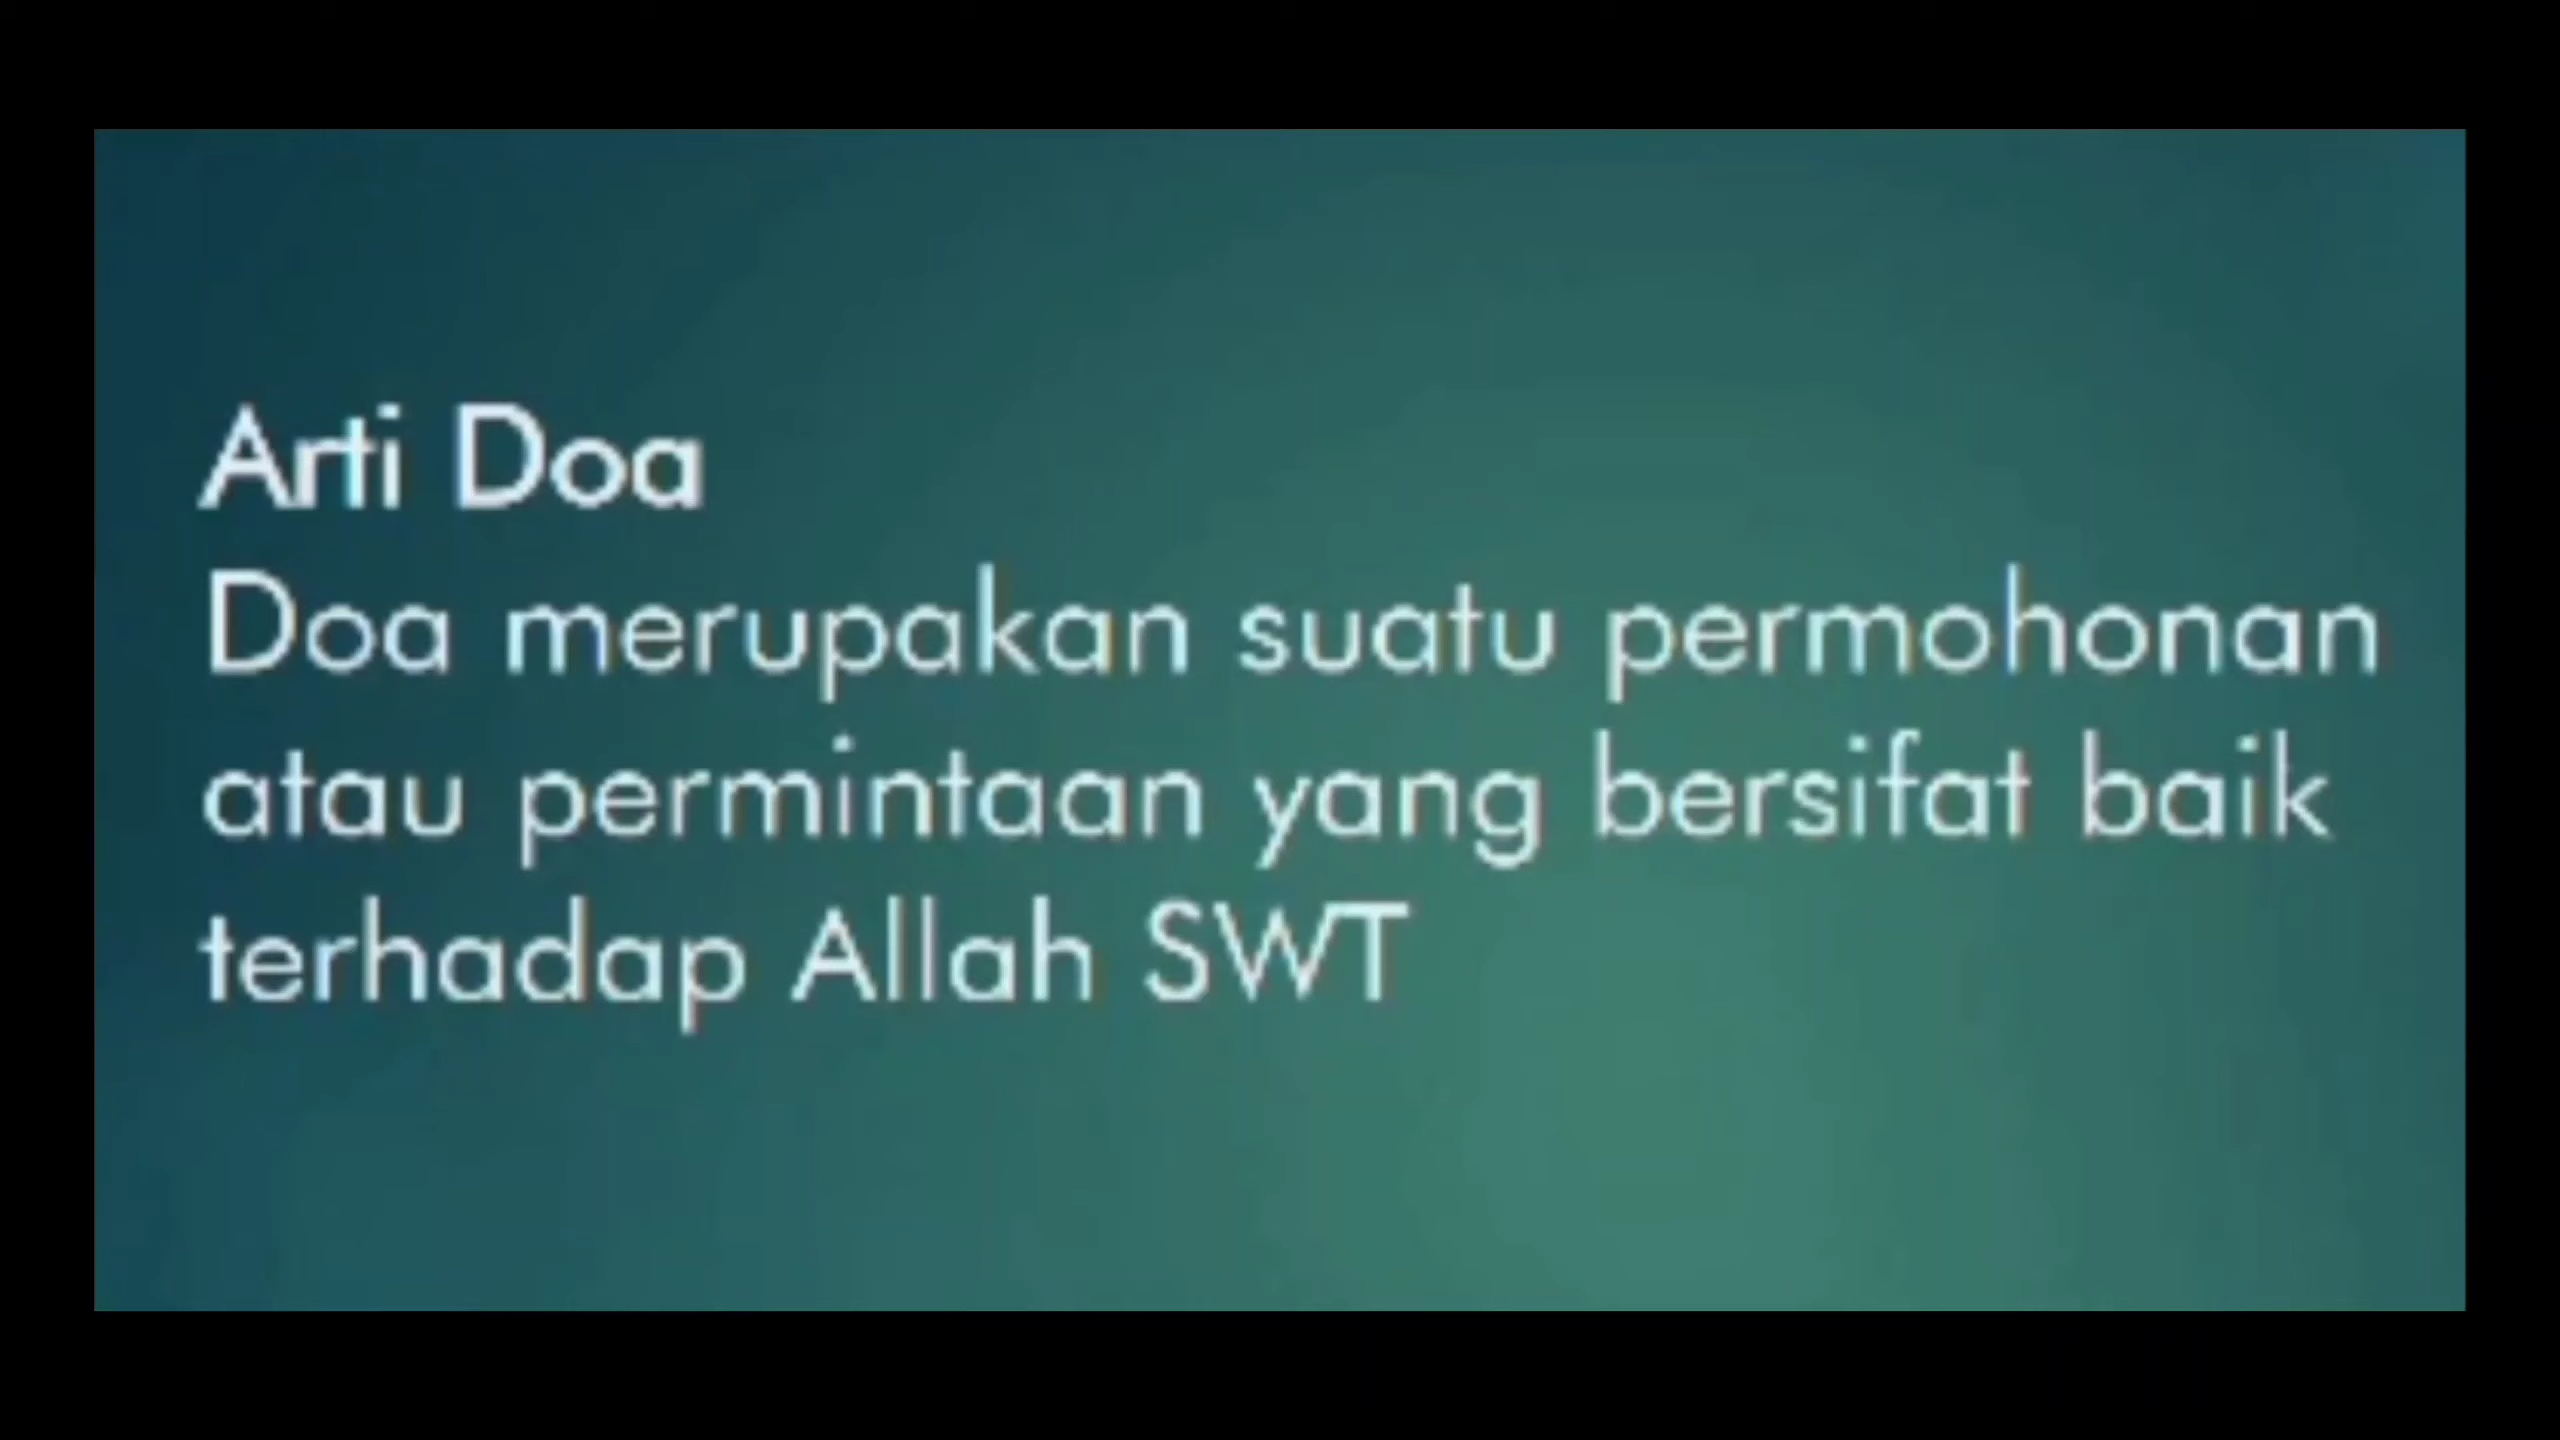 Arti Doa
Doa merupakan suatu permohonan
atau permintaan yang bersifat baik
terhadap Allah SWT